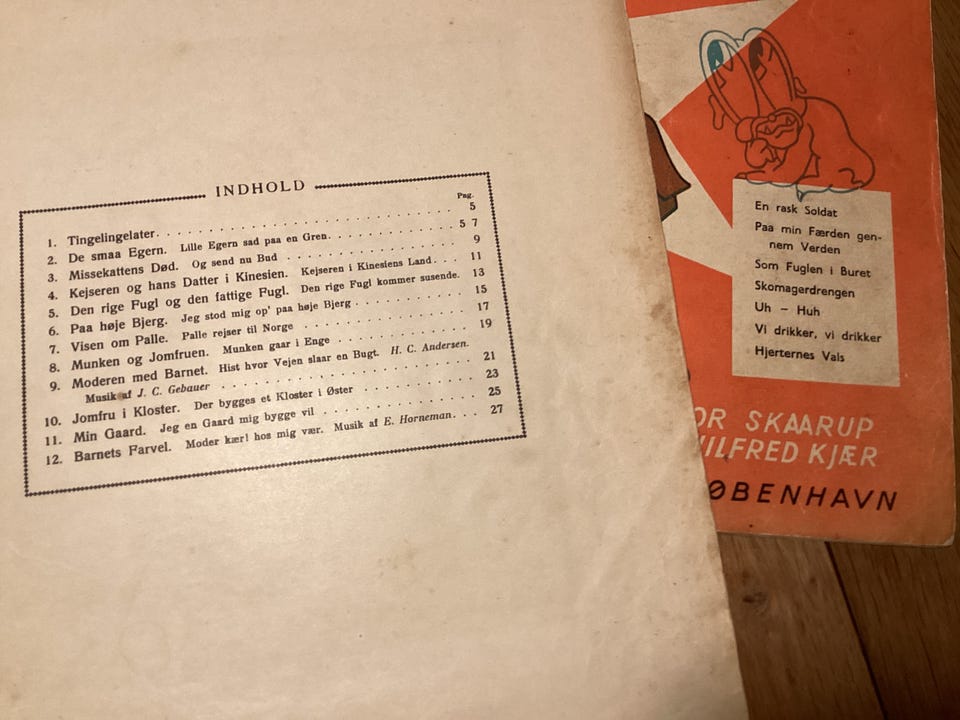 INDHOLD
Pag.
1. Tingelingelater. . . . . . . . . . . . . . . . . . . . . . . . . 5
2. De smaa Egern. Lille Egern sad paa en Gren. . . . . . . . . . . . 5 7
3. Missekattens Død. Og send nu Bud . . . . . . . . . . . . . . . 9
4. Kejseren og hans Datter i Kinesien. Kejseren i Kinesiens Land. . . . 11
5. Den rige Fugl og den fattige Fugl. Den rige Fugl kommer susende. 13
6. Paa høje Bjerg. Jeg stod mig op' paa høje Bjerg . . . . . . . . . 15
7. Visen om Palle. Palle rejser til Norge . . . . . . . . . . . . . 17
8. Munken og Jomfruen. Munken gaar i Enge . . . . . . . . . . . 19
9. Moderen med Barnet. Hist hvor Vejen slaar en Bugt. H. C. Andersen.
Musik af J. C. Gebauer . . . . . . . . . . . . . . . . . . . 21
10. Jomfru i Kloster. Der bygges et Kloster i Øster . . . . . . . . . 23
11. Min Gaard. Jeg en Gaard mig bygge vil . . . . . . . . . . . . 25
12. Barnets Farvel. Moder kær! hos mig vær. Musik af E. Horneman. . . . 27
En rask Soldat
Paa min Færden gen-
nem Verden
Som Fuglen i Buret
Skomagerdrengen
Uh – Huh
Vi drikker, vi drikker
Hjerternes Vals
OR SKAARUP
ILFRED KJÆR
ØBENHAVN